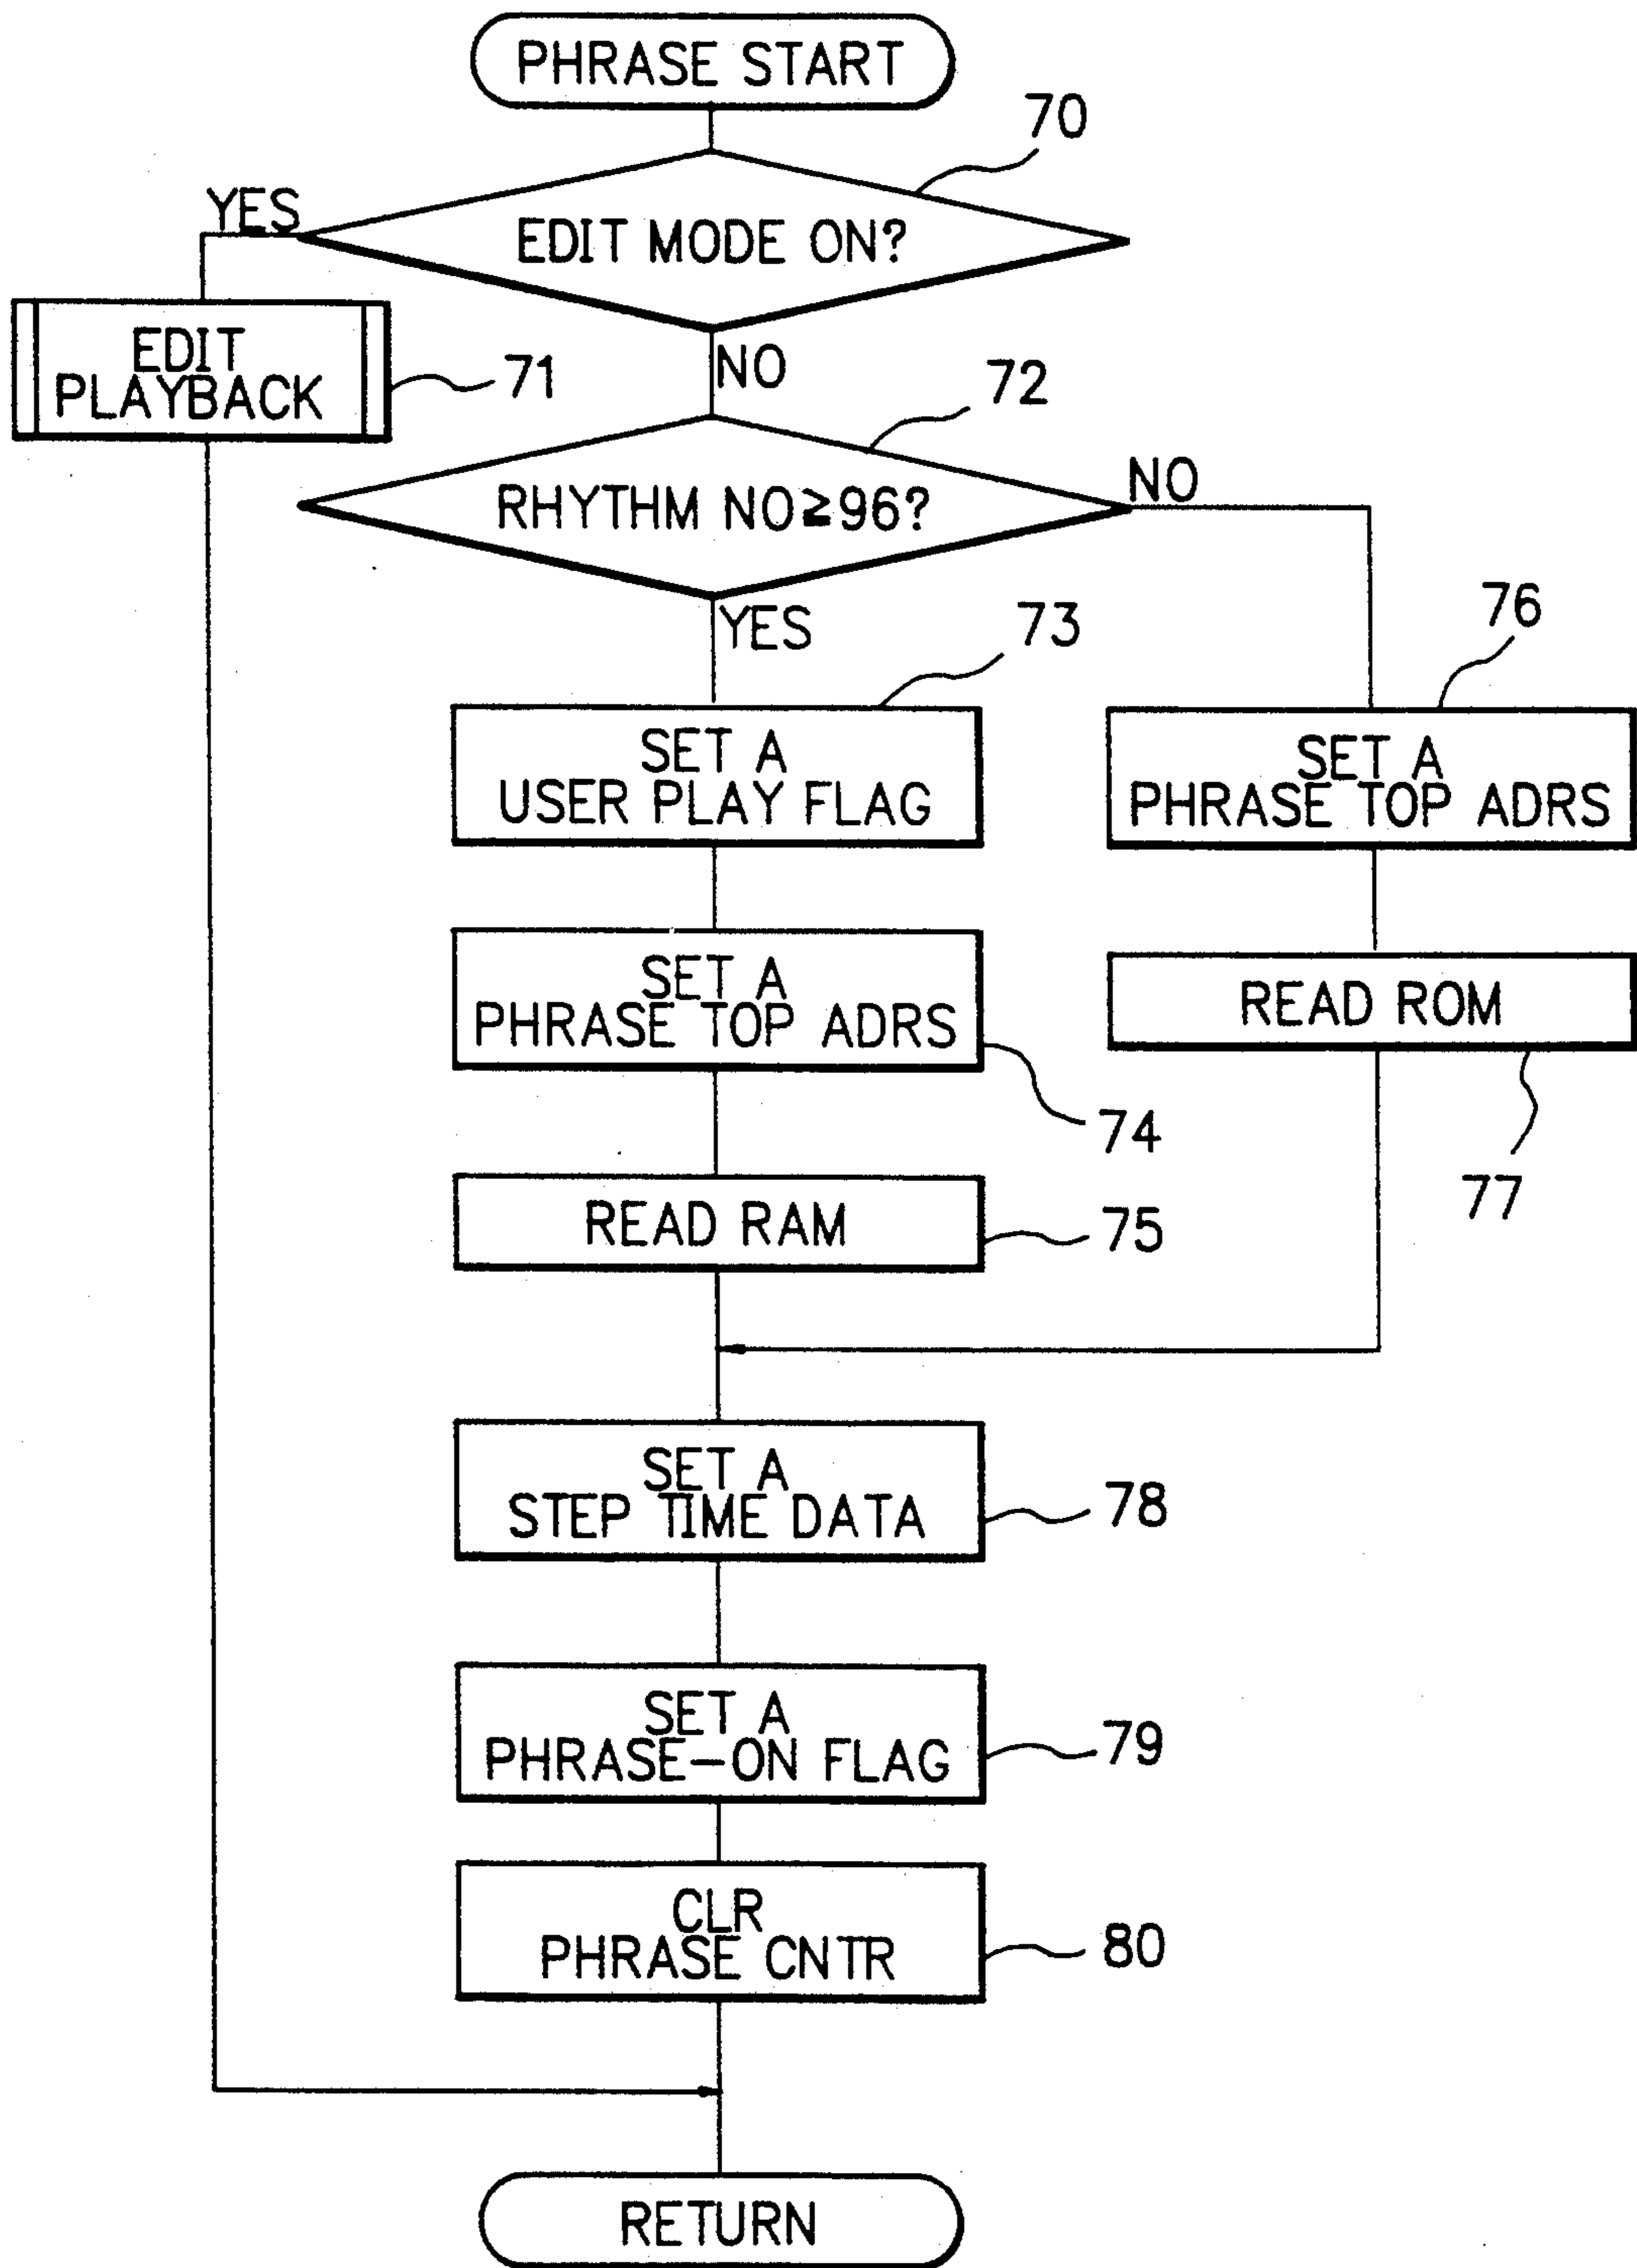 PHRASE START
70
YES
EDIT MODE ON?
EDIT
PLAYBACK
71
NO
72
RHYTHM NO≥96?
NO
YES
73
76
SET A
USER PLAY FLAG
SET A
PHRASE TOP ADRS
SET A
PHRASE TOP ADRS
74
READ ROM
77
READ RAM
75
SET A
STEP TIME DATA
78
SET A
PHRASE-ON FLAG
79
CLR
PHRASE CNTR
80
RETURN